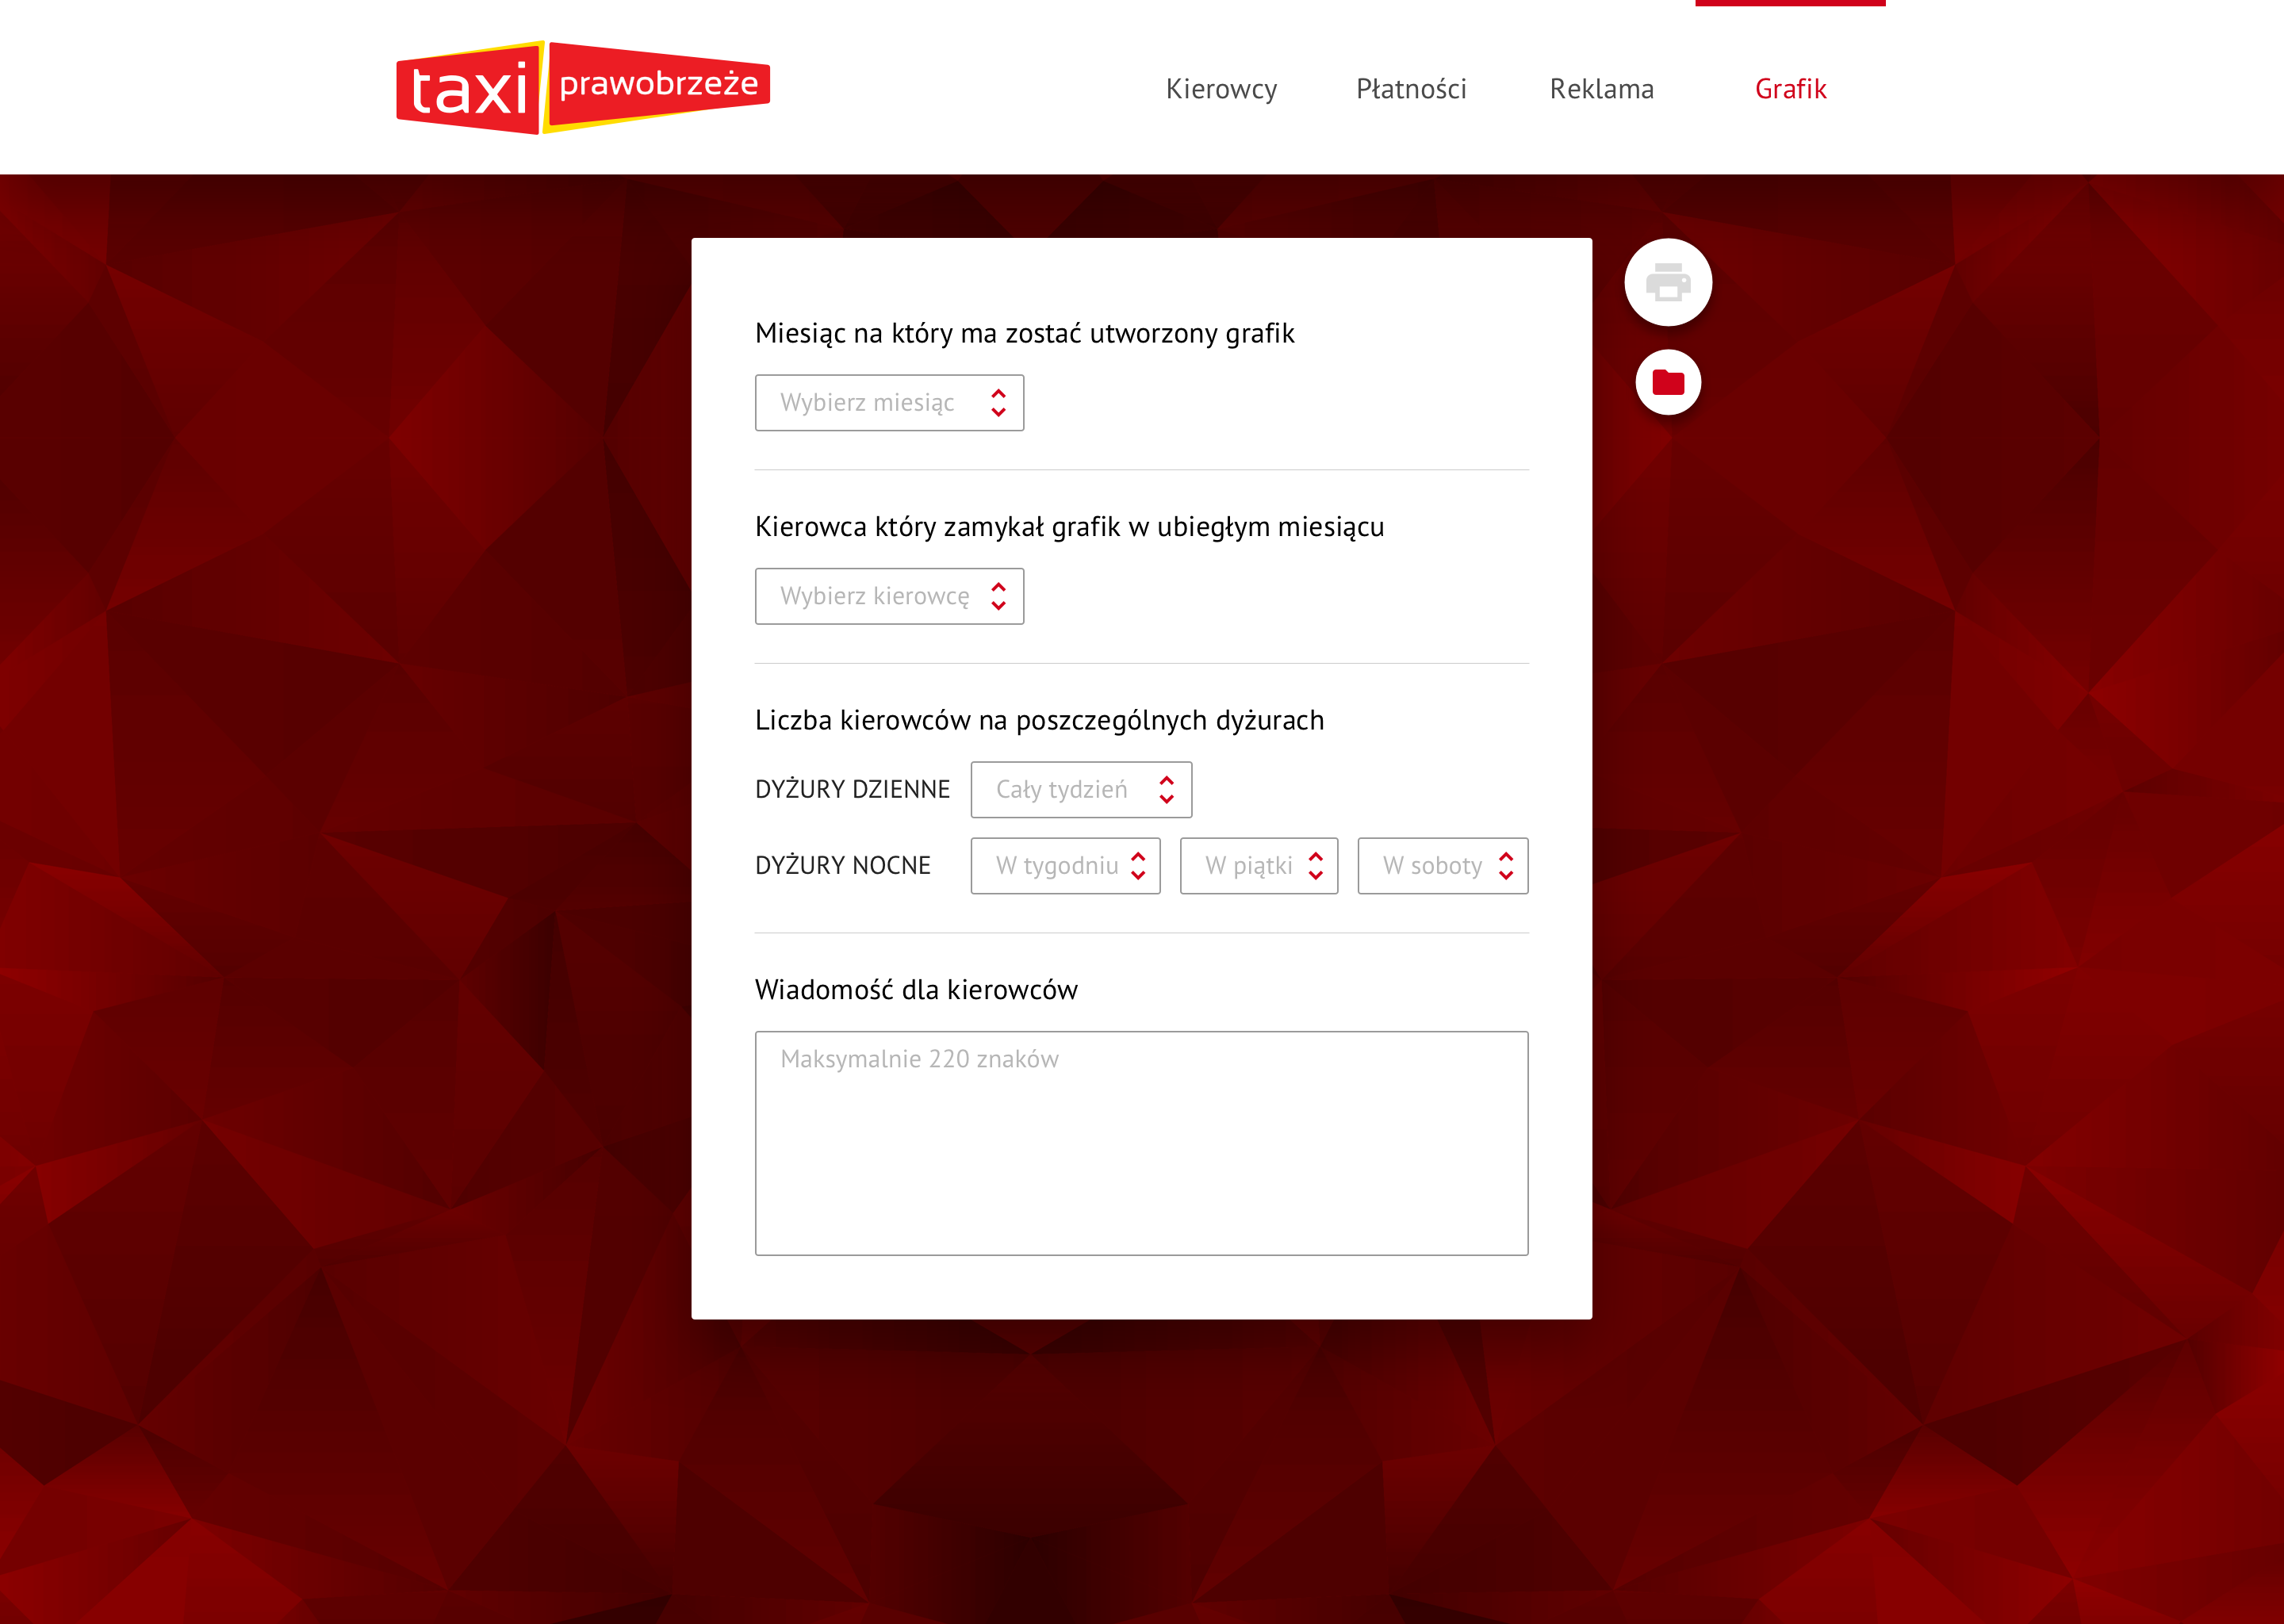 taxi prawobrzeże
Kierowcy Płatności Reklama Grafik
Miesiąc na który ma zostać utworzony grafik
Wybierz miesiąc
Kierowca który zamykał grafik w ubiegłym miesiącu
Wybierz kierowcę
Liczba kierowców na poszczególnych dyżurach
DYŻURY DZIENNE Cały tydzień
DYŻURY NOCNE W tygodniu W piątki W soboty
Wiadomość dla kierowców
Maksymalnie 220 znaków